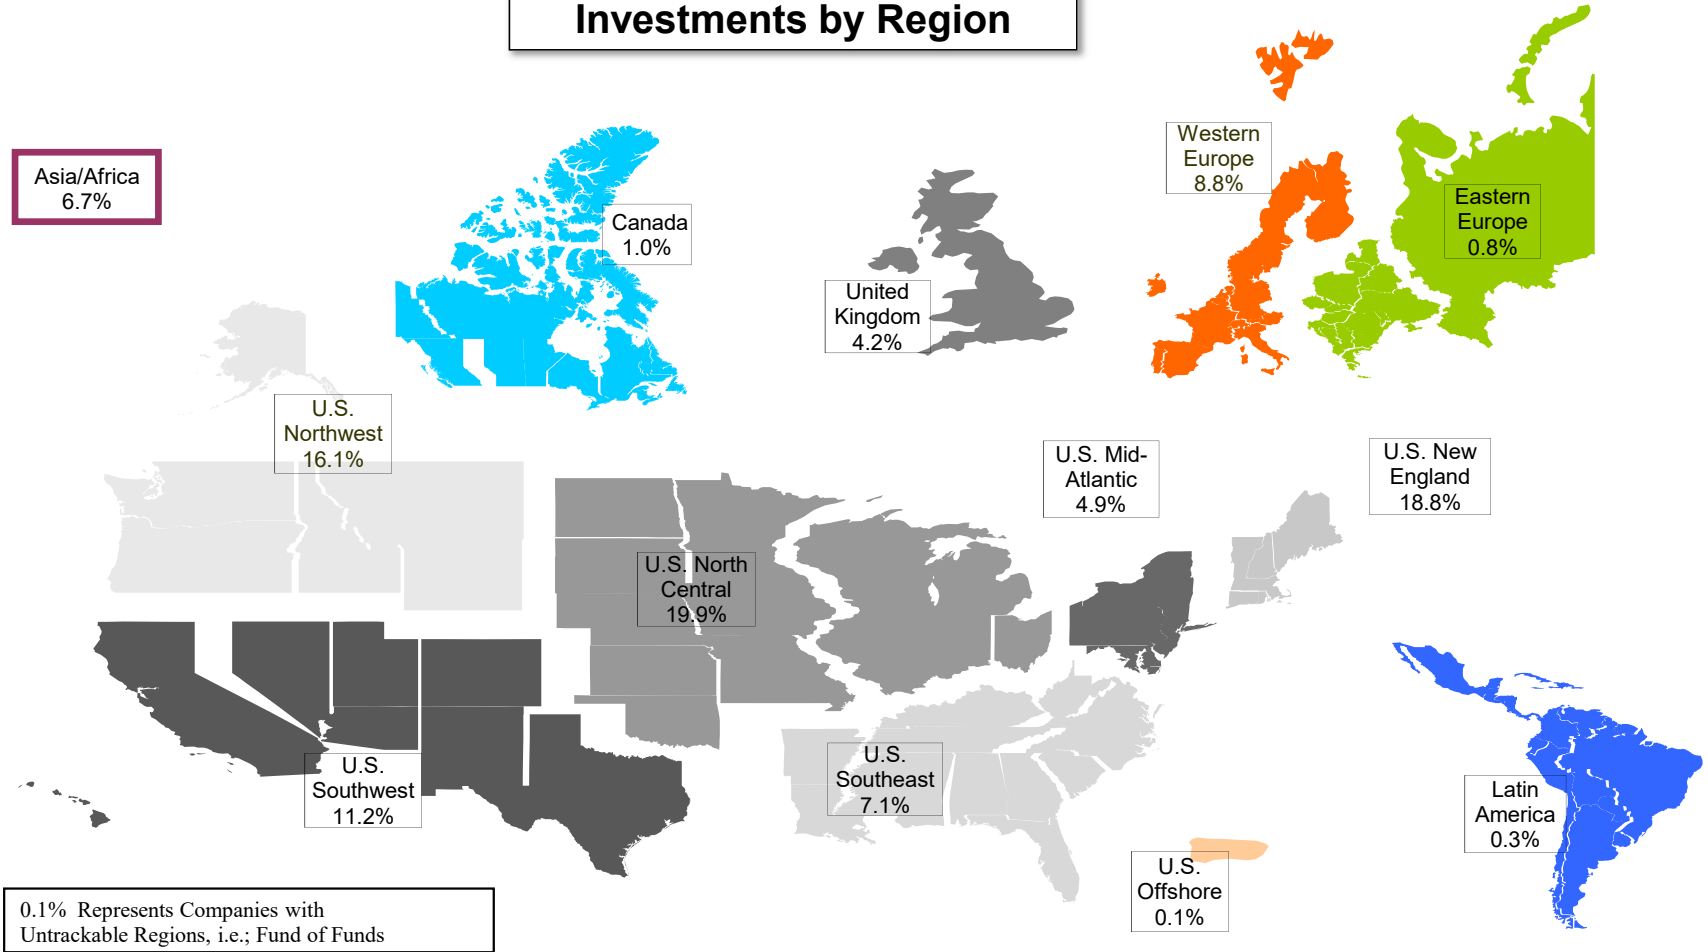 Investments by Region
Asia/Africa
6.7%
Canada
1.0%
United
Kingdom
4.2%
Western
Europe
8.8%
Eastern
Europe
0.8%
U.S.
Northwest
16.1%
U.S. North
Central
19.9%
U.S. Mid-
Atlantic
4.9%
U.S. New
England
18.8%
U.S.
Southwest
11.2%
U.S.
Southeast
7.1%
U.S.
Offshore
0.1%
Latin
America
0.3%
0.1%  Represents Companies with
Untrackable Regions, i.e.; Fund of Funds